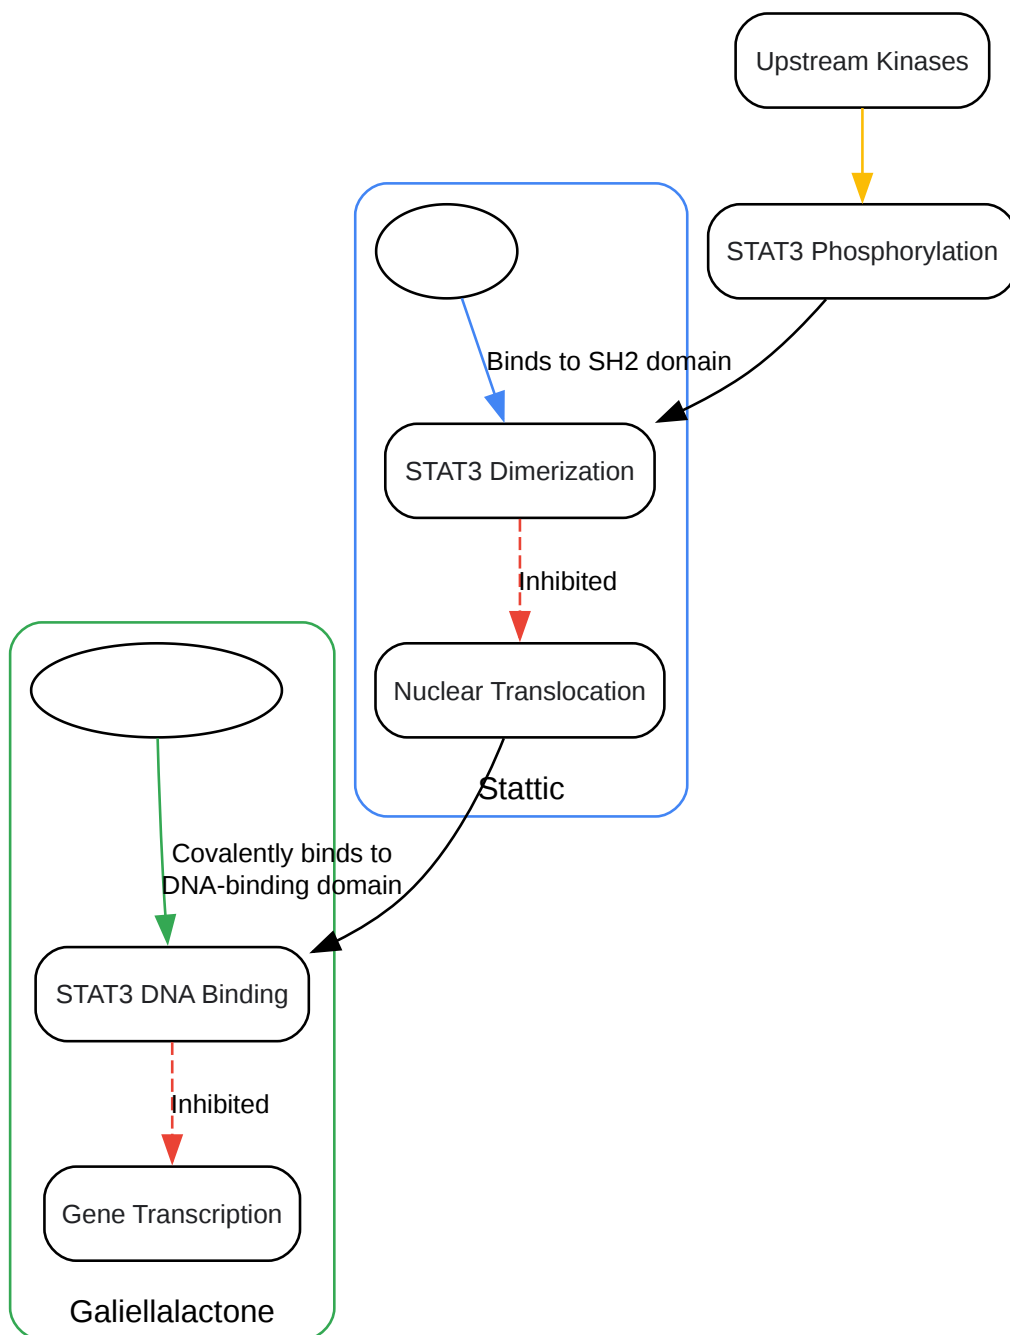 Upstream Kinases
STAT3 Phosphorylation
Binds to SH2 domain
STAT3 Dimerization
Inhibited
Nuclear Translocation
Stattic
Covalently binds to
DNA-binding domain
STAT3 DNA Binding
Inhibited
Gene Transcription
Galiellalactone